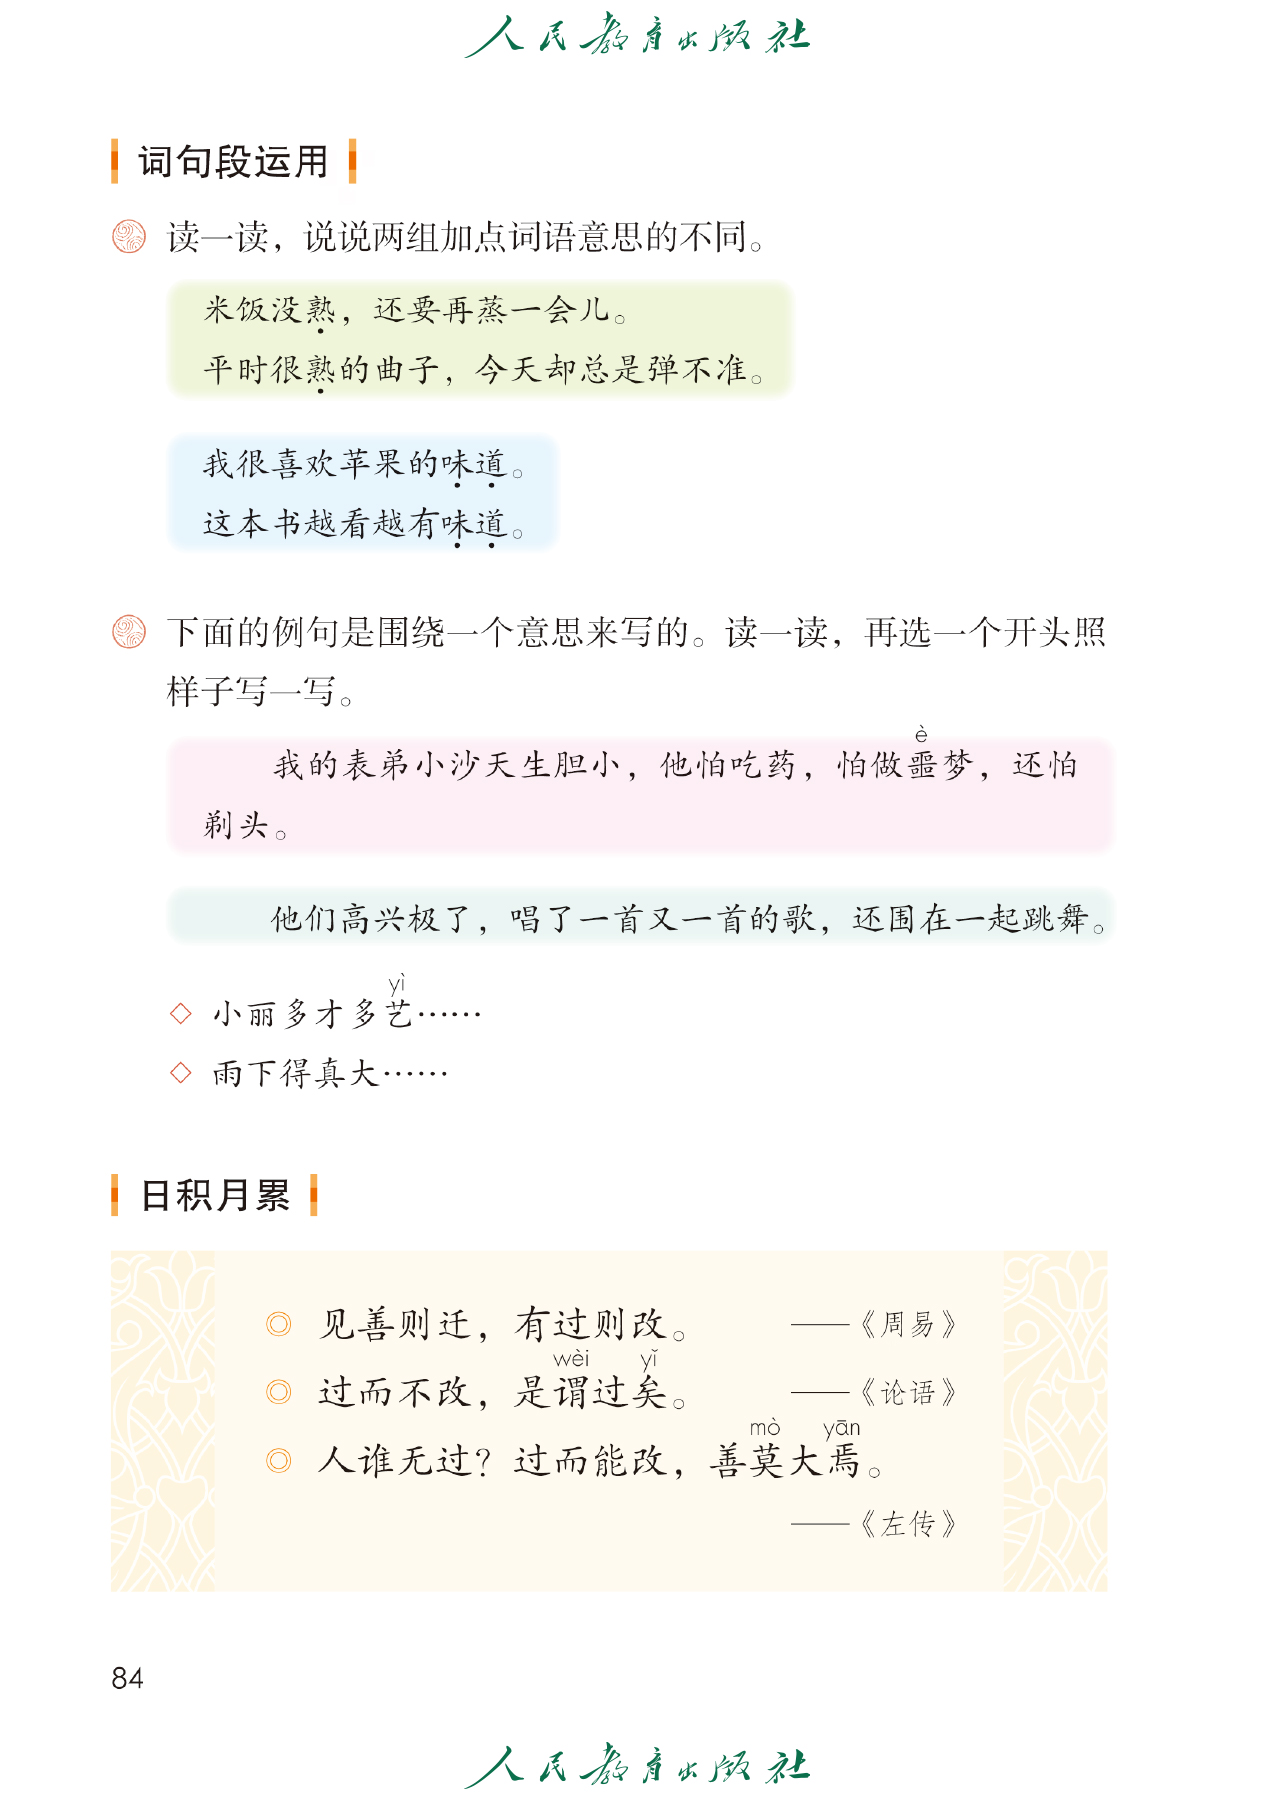 人民教育出版社
词句段运用
读一读，说说两组加点词语意思的不同。
米饭没熟，还要再蒸一会儿。
平时很熟的曲子，今天却总是弹不准。
我很喜欢苹果的味道。
这本书越看越有味道。
下面的例句是围绕一个意思来写的。读一读，再选一个开头照
样子写一写。
è
我的表弟小沙天生胆小，他怕吃药，怕做噩梦，还怕
剃头。
他们高兴极了，唱了一首又一首的歌，还围在一起跳舞。
yì
◇ 小丽多才多艺……
◇ 雨下得真大……
日积月累
◎ 见善则迁，有过则改。 ——《周易》
wèi yǐ
◎ 过而不改，是谓过矣。 ——《论语》
mò yān
◎ 人谁无过？过而能改，善莫大焉。
——《左传》
84
人民教育出版社